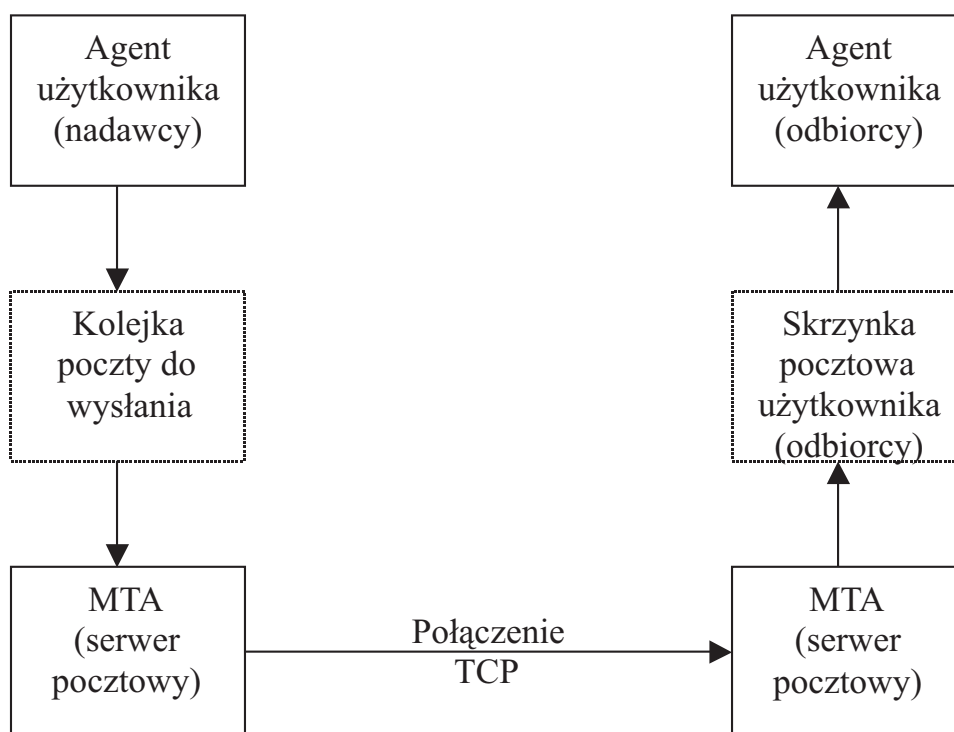 Agent
użytkownika
(nadawcy)
Agent
użytkownika
(odbiorcy)
Kolejka
poczty do
wysłania
Skrzynka
pocztowa
użytkownika
(odbiorcy)
MTA
(serwer
pocztowy)
Połączenie
TCP
MTA
(serwer
pocztowy)